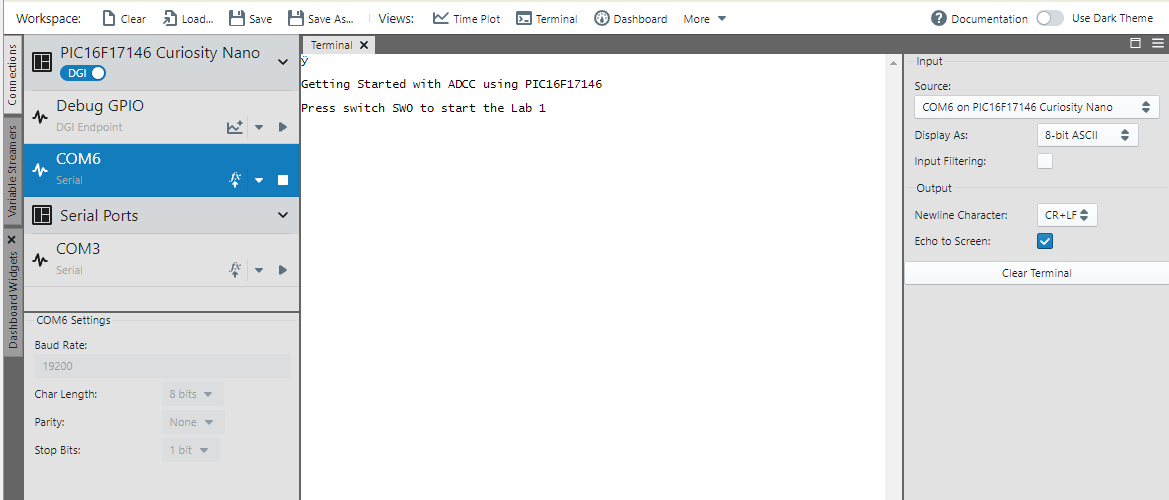 Workspace: Clear Load... Save Save As... Views: Time Plot Terminal Dashboard More Documentation Use Dark Theme
Connections
Variable Streamers
Dashboard Widgets
PIC16F17146 Curiosity Nano
DGI
Debug GPIO
DGI Endpoint
COM6
Serial
Serial Ports
COM3
Serial
COM6 Settings
Baud Rate:
19200
Char Length: 8 bits
Parity: None
Stop Bits: 1 bit
Terminal
ÿ
Getting Started with ADCC using PIC16F17146
Press switch SW0 to start the Lab 1
Input
Source:
COM6 on PIC16F17146 Curiosity Nano
Display As: 8-bit ASCII
Input Filtering:
Output
Newline Character: CR+LF
Echo to Screen:
Clear Terminal